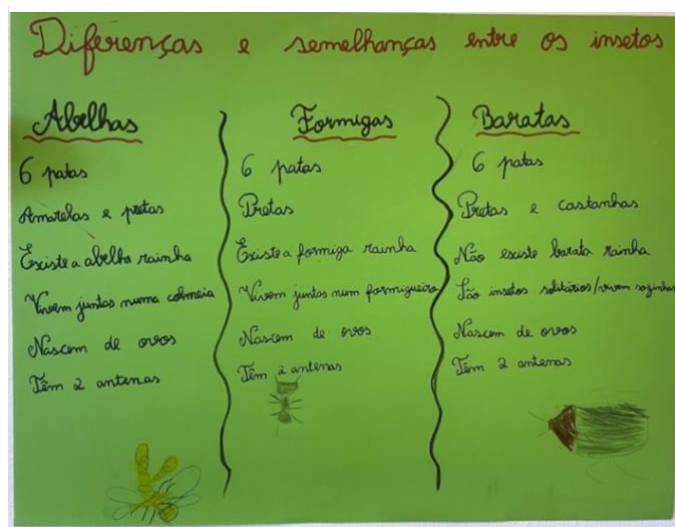 Diferenças e semelhanças entre os insetos
Abelhas
6 patas
Amarelas e pretas
Existe a abelha rainha
Vivem juntas numa colmeia
Nascem de ovos
Têm 2 antenas
Formigas
6 patas
Pretas
Existe a formiga rainha
Vivem juntas num formigueiro
Nascem de ovos
Têm 2 antenas
Baratas
6 patas
Pretas e castanhas
Não existe barata rainha
São insetos solitários/vivem sozinhas
Nascem de ovos
Têm 2 antenas